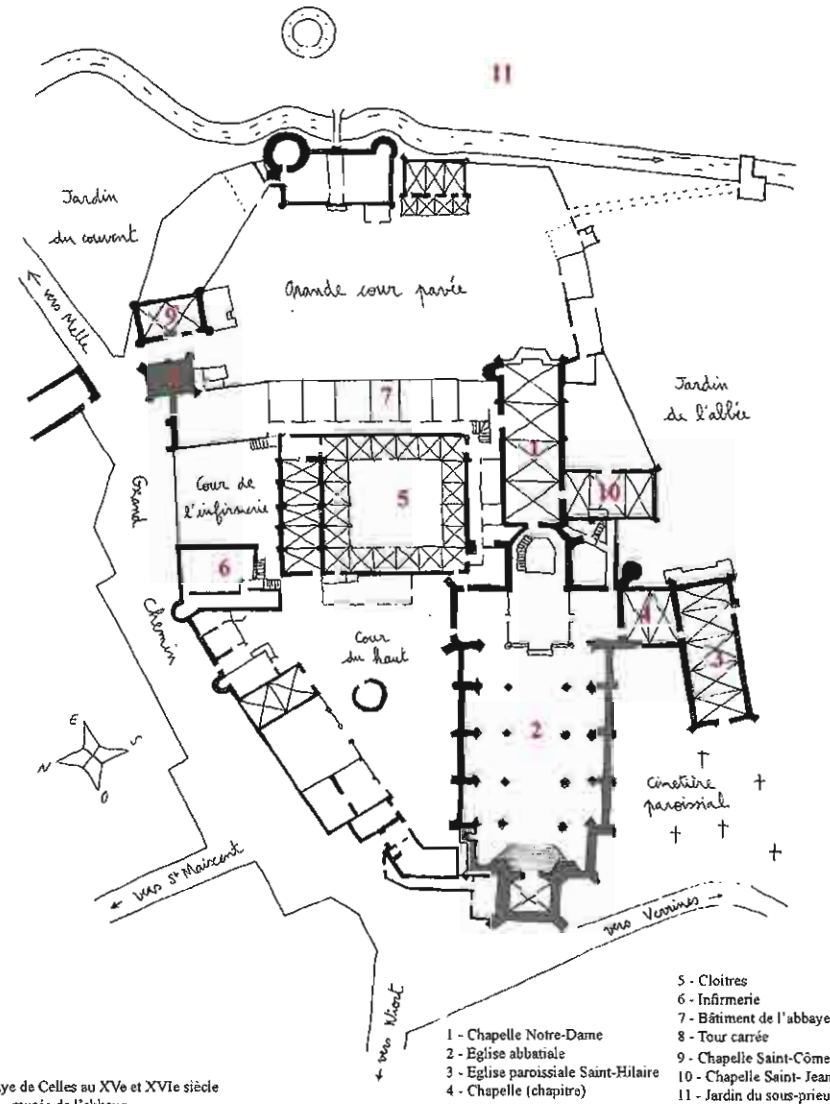 11
Jardin
du couvent
← vers Melle
9
Grande cour pavée
8
7
Jardin
de l'abbé
1
10
Grand
Chemin
Cour de
l'infirmerie
5
6
4
3
Cour
du haut
2
E
N
S
O
Cimetière
paroissial
← vers St Maixent
vers Verrines →
← vers Niort
1 - Chapelle Notre-Dame
2 - Eglise abbatiale
3 - Eglise paroissiale Saint-Hilaire
4 - Chapelle (chapitre)
5 - Cloitres
6 - Infirmerie
7 - Bâtiment de l'abbaye
8 - Tour carrée
9 - Chapelle Saint-Côme
10 - Chapelle Saint- Jean
11 - Jardin du sous-prieur
de Celles au XVe et XVIe siècle